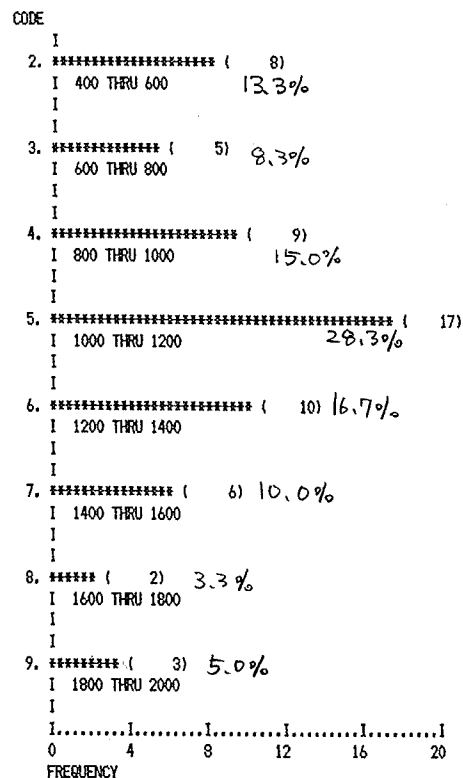 CODE
I
2. ********************* ( 8)
I 400 THRU 600 13.3%
I
I
3. ************** ( 5) 8.3%
I 600 THRU 800
I
I
4. ************************ ( 9)
I 800 THRU 1000 15.0%
I
I
5. ******************************************** ( 17)
I 1000 THRU 1200 28.3%
I
I
6. ************************** ( 10) 16.7%
I 1200 THRU 1400
I
I
7. **************** ( 6) 10.0%
I 1400 THRU 1600
I
I
8. ****** ( 2) 3.3%
I 1600 THRU 1800
I
I
9. ********* ( 3) 5.0%
I 1800 THRU 2000
I
I.........I.........I.........I.........I.........I
0 4 8 12 16 20
FREQUENCY